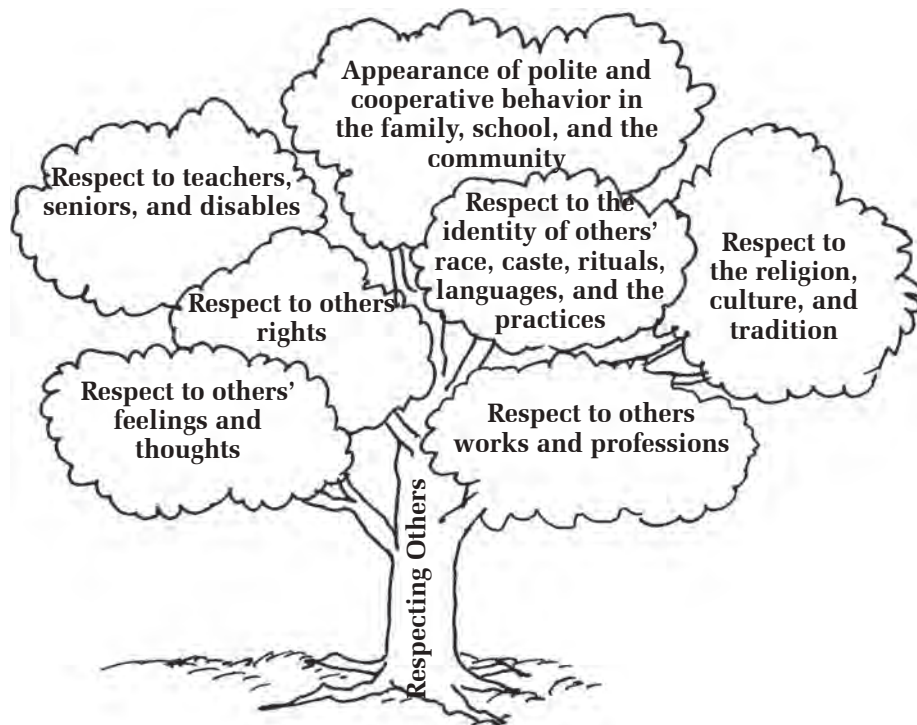 Appearance of polite and
cooperative behavior in
the family, school, and the
community
Respect to teachers,
seniors, and disables
Respect to the
identity of others'
race, caste, rituals,
languages, and the
practices
Respect to
the religion,
culture, and
tradition
Respect to others
rights
Respect to others'
feelings and
thoughts
Respect to others
works and professions
Respecting Others